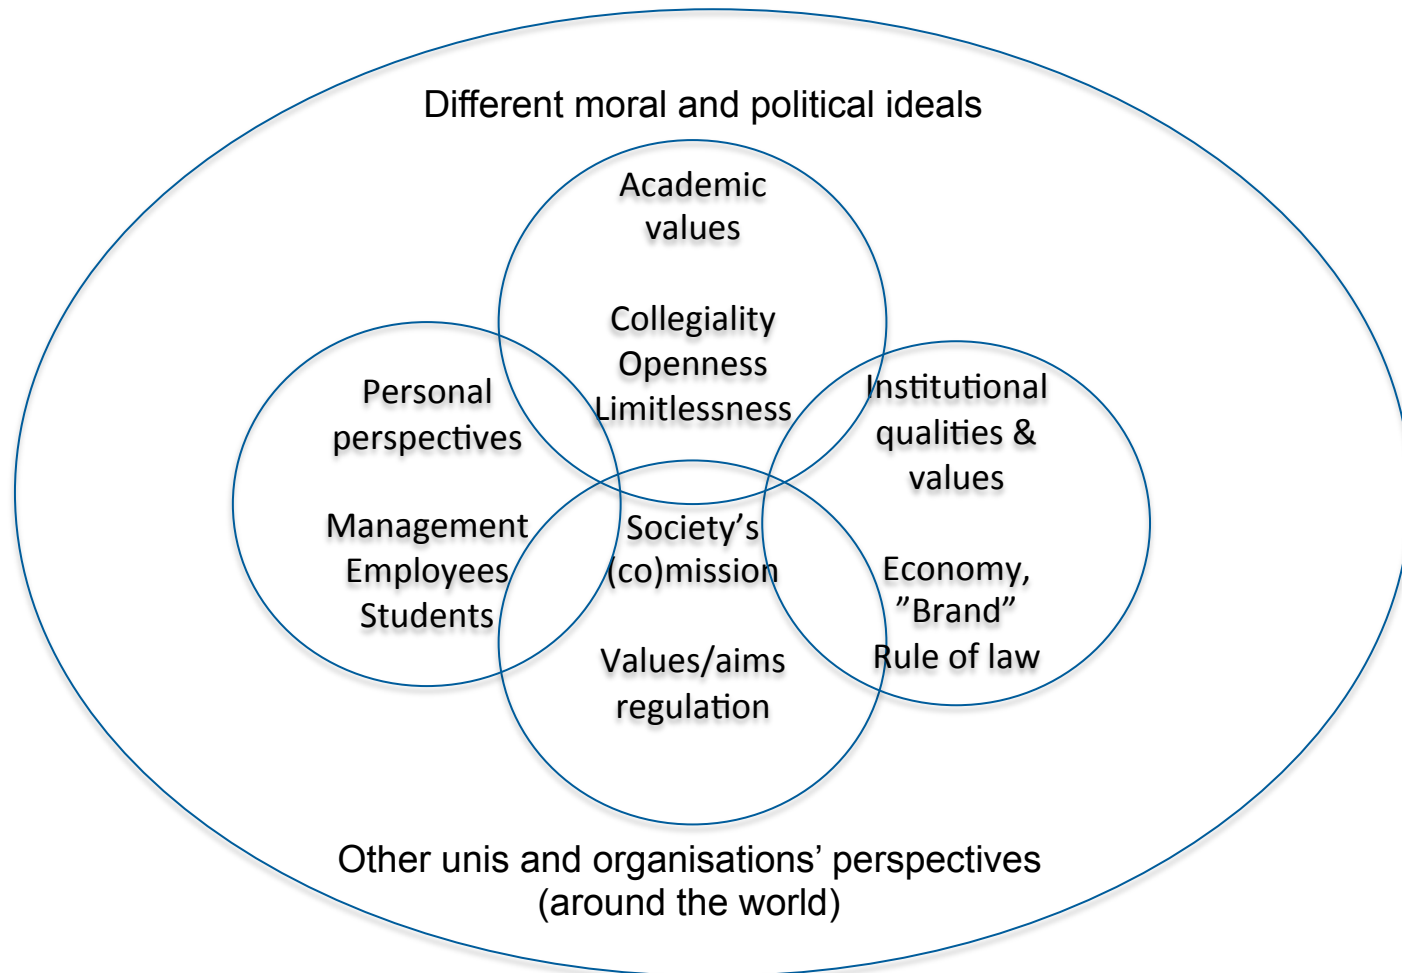 Different moral and political ideals
Academic
values
Collegiality
Openness
Limitlessness
Personal
perspectives
Management
Employees
Students
Institutional
qualities &
values
Economy,
”Brand”
Rule of law
Society’s
(co)mission
Values/aims
regulation
Other unis and organisations’ perspectives
(around the world)